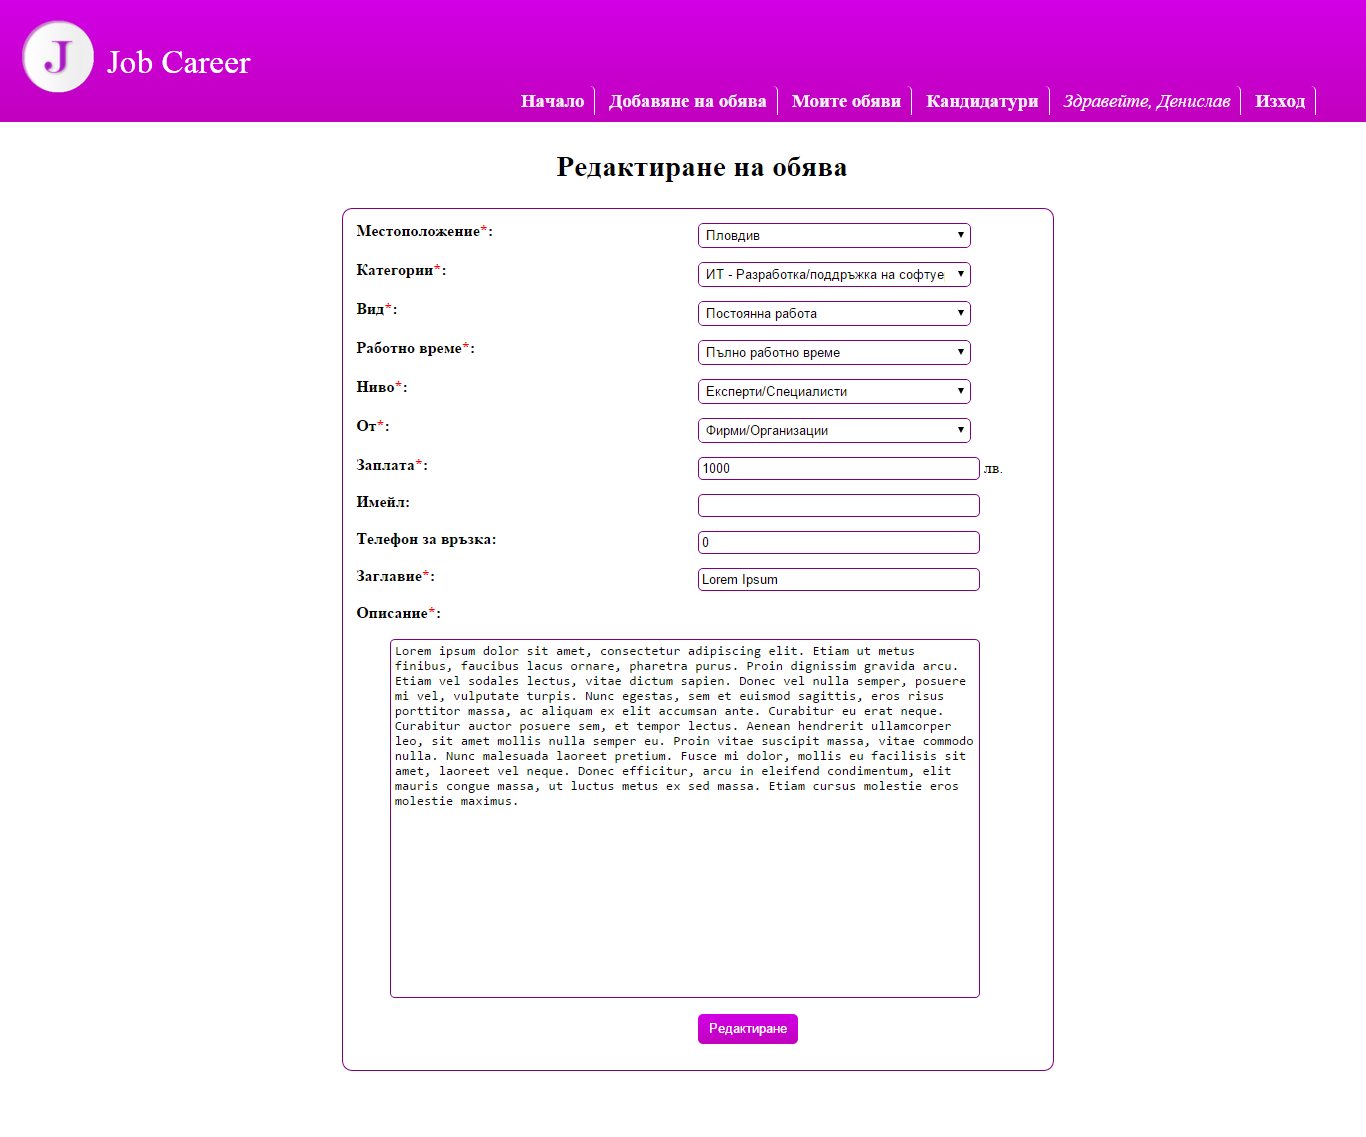 J
Job Career
Начало
Добавяне на обява
Моите обяви
Кандидатури
Здравейте, Денислав
Изход
Редактиране на обява
Местоположение*:
Пловдив
Категории*:
ИТ - Разработка/поддръжка на софтуе
Вид*:
Постоянна работа
Работно време*:
Пълно работно време
Ниво*:
Експерти/Специалисти
От*:
Фирми/Организации
Заплата*:
1000 лв.
Имейл:
Телефон за връзка:
0
Заглавие*:
Lorem Ipsum
Описание*:
Lorem ipsum dolor sit amet, consectetur adipiscing elit. Etiam ut metus
finibus, faucibus lacus ornare, pharetra purus. Proin dignissim gravida arcu.
Etiam vel sodales lectus, vitae dictum sapien. Donec vel nulla semper, posuere
mi vel, vulputate turpis. Nunc egestas, sem et euismod sagittis, eros risus
porttitor massa, ac aliquam ex elit accumsan ante. Curabitur eu erat neque.
Curabitur auctor posuere sem, et tempor lectus. Aenean hendrerit ullamcorper
leo, sit amet mollis nulla semper eu. Proin vitae suscipit massa, vitae commodo
nulla. Nunc malesuada laoreet pretium. Fusce mi dolor, mollis eu facilisis sit
amet, laoreet vel neque. Donec efficitur, arcu in eleifend condimentum, elit
mauris congue massa, ut luctus metus ex sed massa. Etiam cursus molestie eros
molestie maximus.
Редактиране